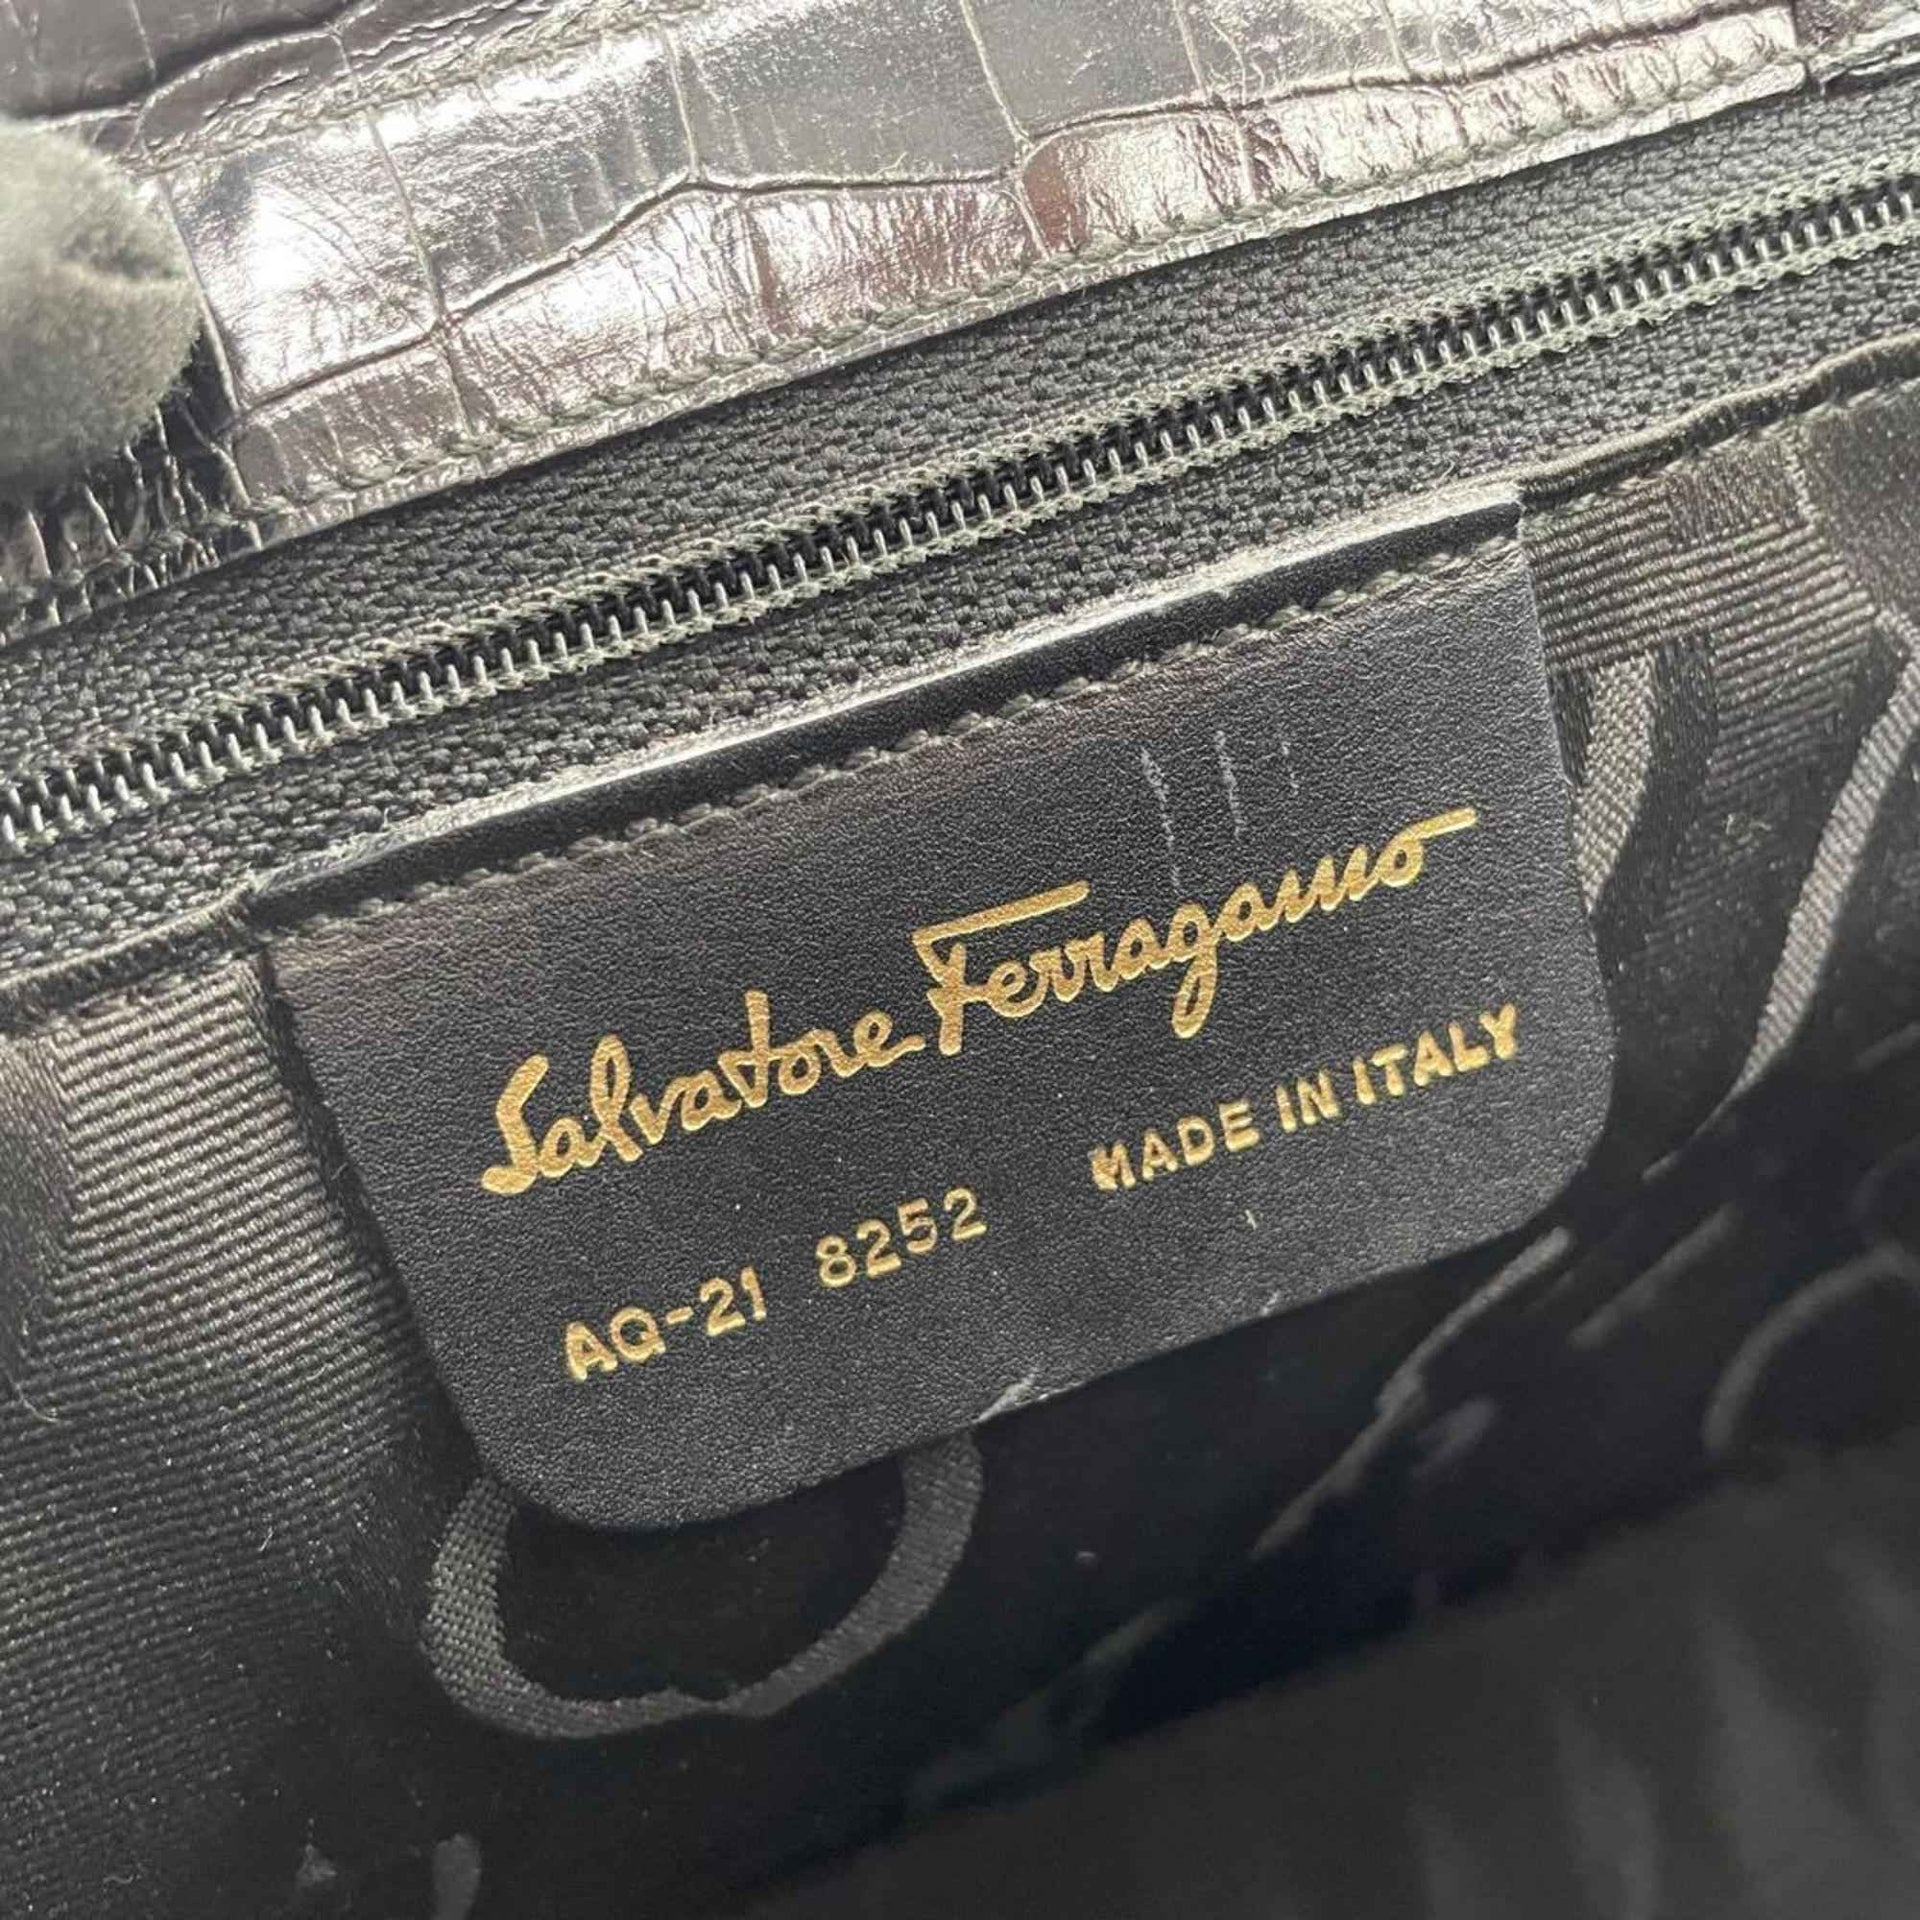 Salvatore Ferragamo
AQ-21 8252 MADE IN ITALY